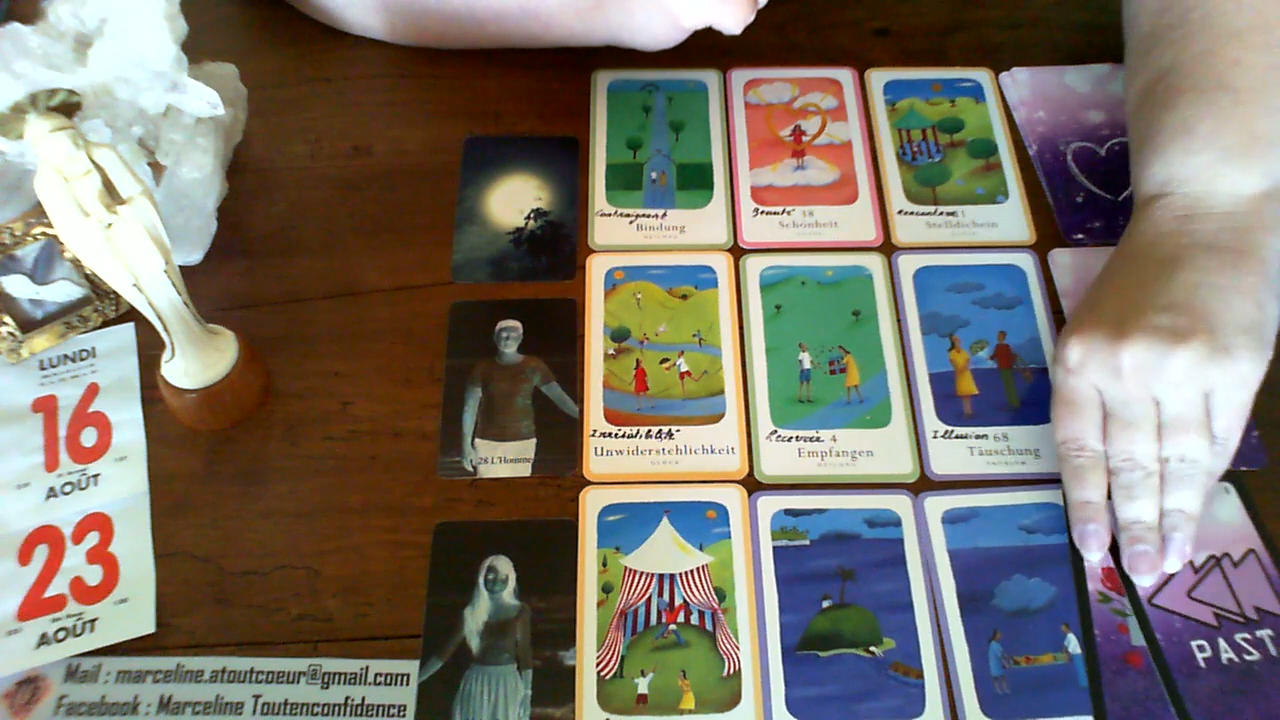 LUNDI
16
AOÛT
23
AOÛT
Mail : marceline.atoutcoeur@gmail.com
Facebook : Marceline Toutenconfidence
28 L'Homme
Bindung
Beauté 38
Schönheit
Stelldichein
Irrésistibilité
Unwiderstehlichkeit
GLÜCK
Recevoir 4
Empfangen
Illusion 68
Täuschung
PAST